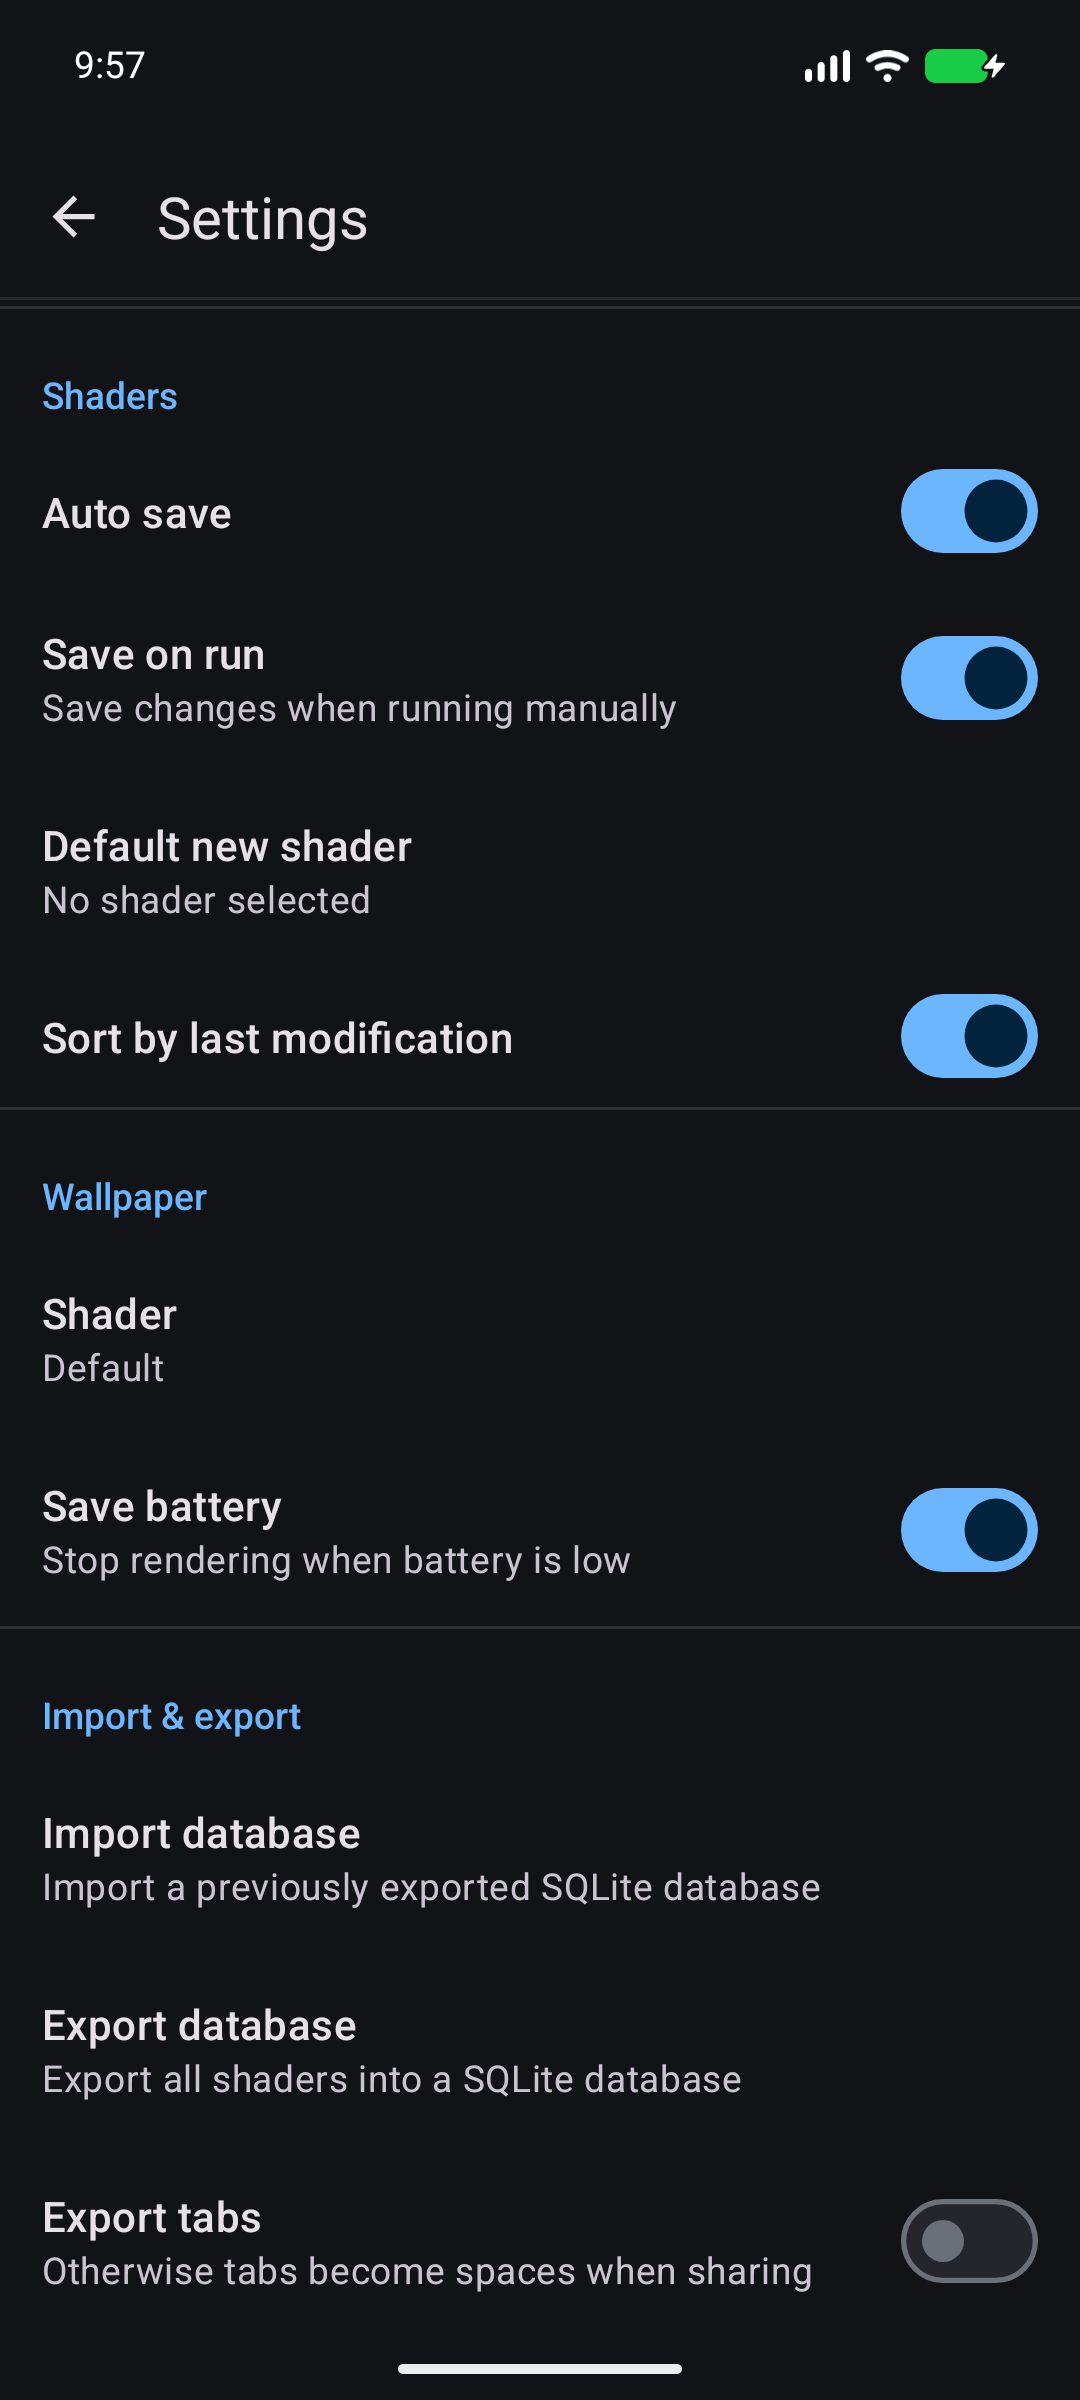 9:57
Settings
Shaders
Auto save
Save on run
Save changes when running manually
Default new shader
No shader selected
Sort by last modification
Wallpaper
Shader
Default
Save battery
Stop rendering when battery is low
Import & export
Import database
Import a previously exported SQLite database
Export database
Export all shaders into a SQLite database
Export tabs
Otherwise tabs become spaces when sharing